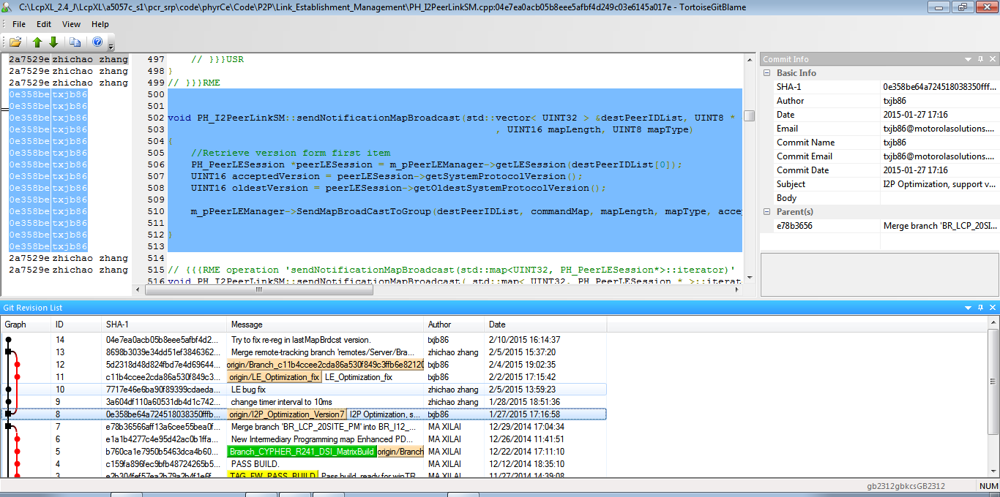 C:\LcpXL_2.4_J\LcpXL\a5057c_s1\pcr_srp\code\phyrCe\Code\P2P\Link_Establishment_Management\PH_I2PeerLinkSM.cpp:04e7ea0acb05b8eee5afbf4d249c03e6145a017e - TortoiseGitBlame
File Edit View Help
2a7529e zhichao zhang 497 // }}}USR
2a7529e zhichao zhang 498 }
2a7529e zhichao zhang 499 // }}}RME
0e358be txjb86 500
0e358be txjb86 501
0e358be txjb86 502 void PH_I2PeerLinkSM::sendNotificationMapBroadcast(std::vector< UINT32 > &destPeerIDList, UINT8 *
0e358be txjb86 503 , UINT16 mapLength, UINT8 mapType)
0e358be txjb86 504 {
0e358be txjb86 505 //Retrieve version form first item
0e358be txjb86 506 PH_PeerLESession *peerLESession = m_pPeerLEManager->getLESession(destPeerIDList[0]);
0e358be txjb86 507 UINT16 acceptedVersion = peerLESession->getSystemProtocolVersion();
0e358be txjb86 508 UINT16 oldestVersion = peerLESession->getOldestSystemProtocolVersion();
0e358be txjb86 509
0e358be txjb86 510 m_pPeerLEManager->SendMapBroadCastToGroup(destPeerIDList, commandMap, mapLength, mapType, acce
0e358be txjb86 511
0e358be txjb86 512 }
0e358be txjb86 513
2a7529e zhichao zhang 514
2a7529e zhichao zhang 515 // {{{RME operation 'sendNotificationMapBroadcast(std::map<UINT32, PH_PeerLESession*>::iterator)'
516 void PH_I2PeerLinkSM::sendNotificationMapBroadcast( std::map< UINT32, PH_PeerLESession * >::iterat
Commit Info
Basic Info
SHA-1 0e358be64a724518038350fff...
Author txjb86
Date 2015-01-27 17:16
Email txjb86@motorolasolutions....
Commit Name txjb86
Commit Email txjb86@motorolasolutions....
Commit Date 2015-01-27 17:16
Subject I2P Optimization, support v...
Body
Parent(s)
e78b3656 Merge branch 'BR_LCP_20SI...
Git Revision List
Graph ID SHA-1 Message Author Date
14 04e7ea0acb05b8eee5afbf4d2... Try to fix re-reg in lastMapBrdcst version. txjb86 2/10/2015 16:14:37
13 8698b3039e34dd51ef3846362... Merge remote-tracking branch 'remotes/Server/Bra... zhichao zhang 2/5/2015 15:37:20
12 5d2318d48d824fbd7e4d69644... origin/Branch_c11b4ccee2cda86a530f849c3ffb6e82120 txjb86 2/4/2015 19:02:35
11 c11b4ccee2cda86a530f849c3... origin/LE_Optimization_fix LE_Optimization_fix txjb86 2/2/2015 17:15:42
10 7717e46e6ba90f89399cdaeda... LE bug fix zhichao zhang 2/5/2015 13:59:23
9 3a604df110a60531db4d1c742... change timer interval to 10ms zhichao zhang 1/28/2015 18:51:36
8 0e358be64a724518038350fffb... origin/I2P_Optimization_Version7 I2P Optimization, s... txjb86 1/27/2015 17:16:58
7 e78b36566aff13a6cee55bea0f... Merge branch 'BR_LCP_20SITE_PM' into BR_I12_... MA XILAI 12/29/2014 17:04:34
6 e1a1b4277c4e95d42ac0b1ffa... New Intermediary Programming map Enhanced PD... MA XILAI 12/26/2014 11:41:51
5 b760ca1e7950b5463dca4b60... Branch_CYPHER_R241_DSI_MatrixBuild origin/Branch MA XILAI 12/22/2014 17:11:10
4 c159fa896fec9bfb48724265b5... PASS BUILD. MA XILAI 12/12/2014 18:35:10
3 e2b304fef57ea2b79a2b4f1e6f... TAG_FW_PASS_BUILD Pass build, ready for winTR... MA XILAI 11/27/2014 14:39:08
gb2312gbkcsGB2312 NUM